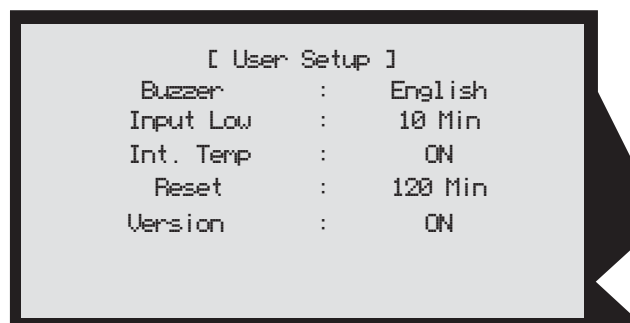 [ User Setup ]
Buzzer : English
Input Low : 10 Min
Int. Temp : ON
Reset : 120 Min
Version : ON